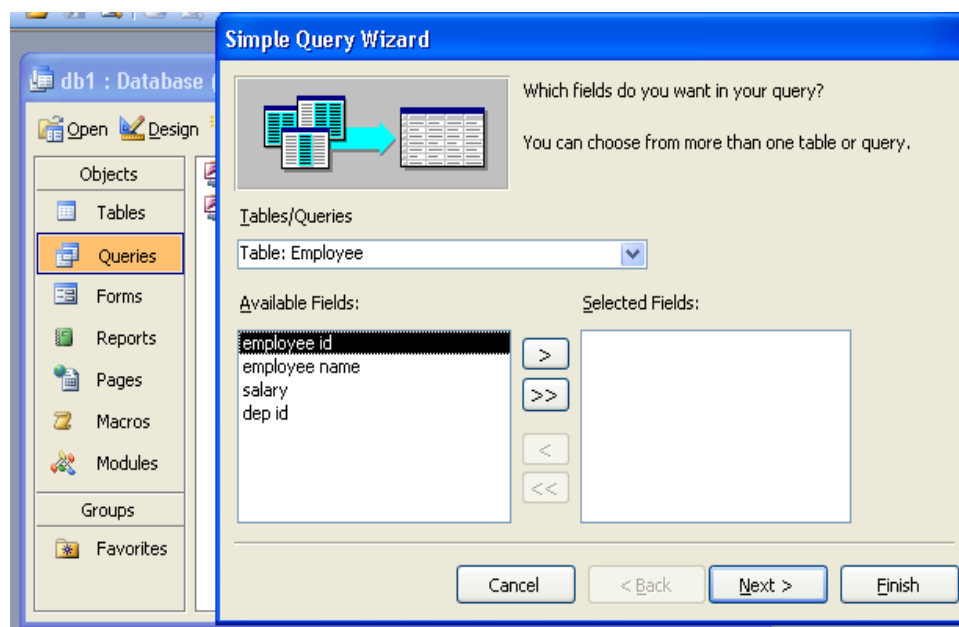 Simple Query Wizard
db1 : Database (
Open Design
Objects
Tables
Queries
Forms
Reports
Pages
Macros
Modules
Groups
Favorites
Which fields do you want in your query?
You can choose from more than one table or query.
Tables/Queries
Table: Employee
Available Fields:
Selected Fields:
employee id
employee name
salary
dep id
>
>>
<
<<
Cancel
< Back
Next >
Finish